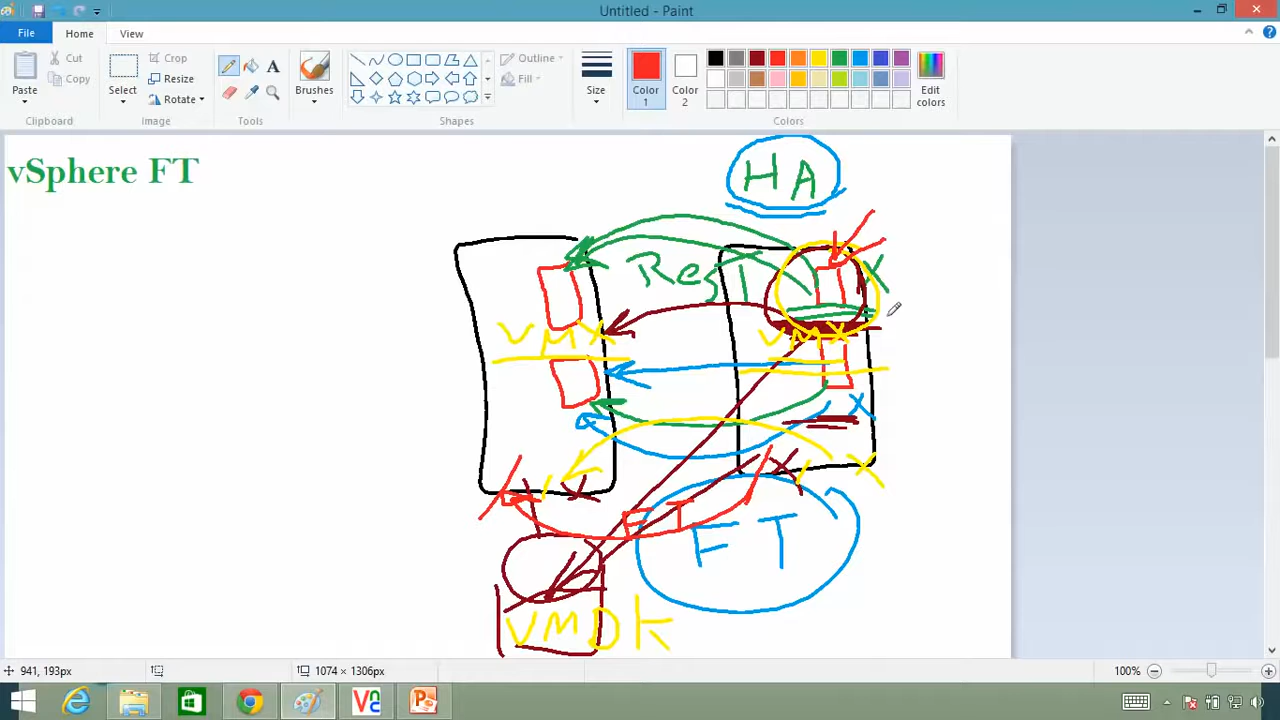 Untitled - Paint
File
Home
View
Paste
Cut
Copy
Clipboard
Select
Crop
Resize
Rotate
Image
A
Tools
Brushes
Shapes
Outline
Fill
Size
Color 1
Color 2
Edit colors
Colors
vSphere FT
HA
X
Rest
VMX
VMX
X
X
X
X
FT
FT
VMDK
941, 193px
1074 × 1306px
100%